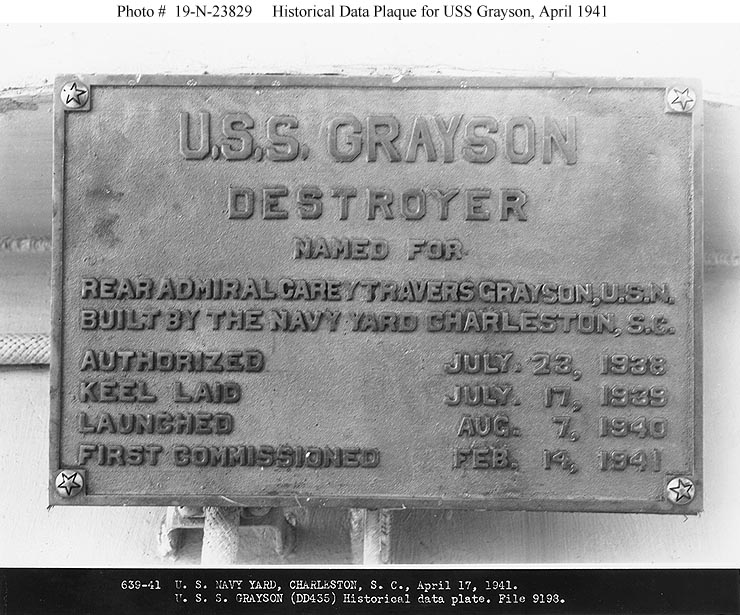 Photo # 19-N-23829 Historical Data Plaque for USS Grayson, April 1941
U.S.S. GRAYSON
DESTROYER
NAMED FOR
REAR ADMIRAL CAREY TRAVERS GRAYSON, U.S.N.
BUILT BY THE NAVY YARD CHARLESTON, S.C.
AUTHORIZED JULY. 23, 1938
KEEL LAID JULY. 17, 1939
LAUNCHED AUG. 7, 1940
FIRST COMMISSIONED FEB. 14, 1941
639-41 U. S. NAVY YARD, CHARLESTON, S. C., April 17, 1941.
U. S. S. GRAYSON (DD435) Historical data plate. File 9193.